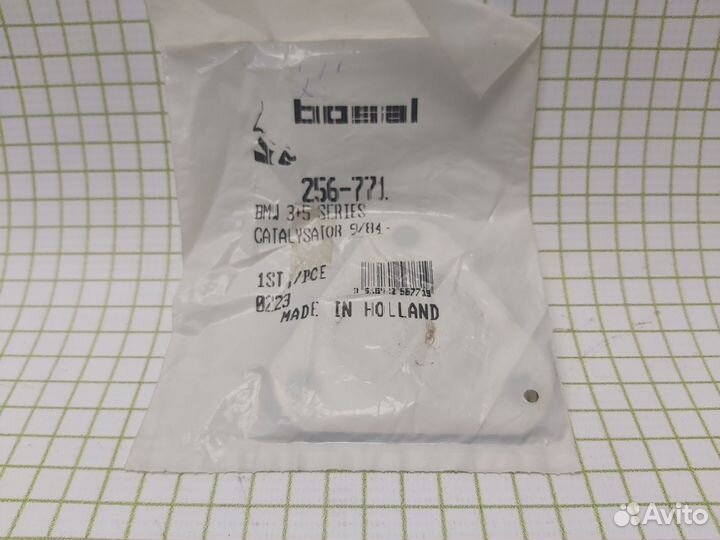 bosal
256-771
BMW 3+5 SERIES
CATALYSATOR 9/84-
1ST./PCE
0223
MADE IN HOLLAND
Avito